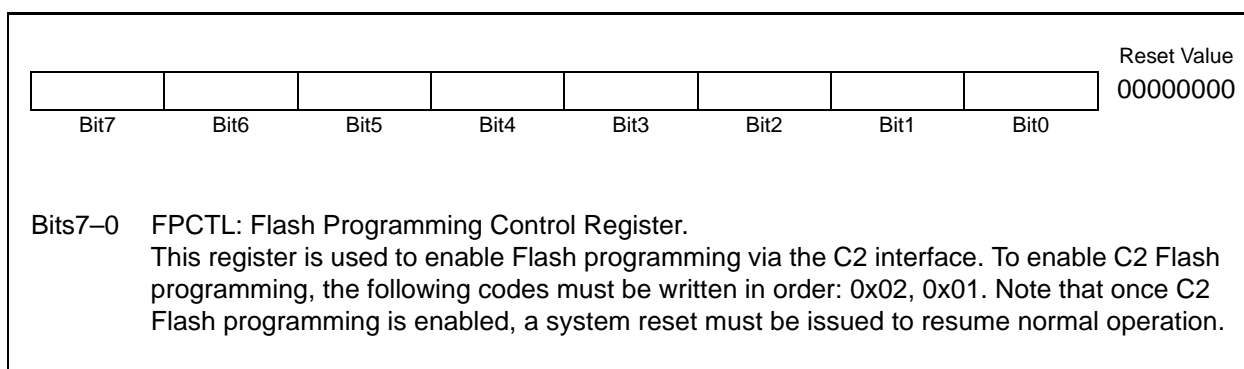 Reset Value
00000000
Bit7 Bit6 Bit5 Bit4 Bit3 Bit2 Bit1 Bit0
Bits7–0 FPCTL: Flash Programming Control Register.
This register is used to enable Flash programming via the C2 interface. To enable C2 Flash
programming, the following codes must be written in order: 0x02, 0x01. Note that once C2
Flash programming is enabled, a system reset must be issued to resume normal operation.